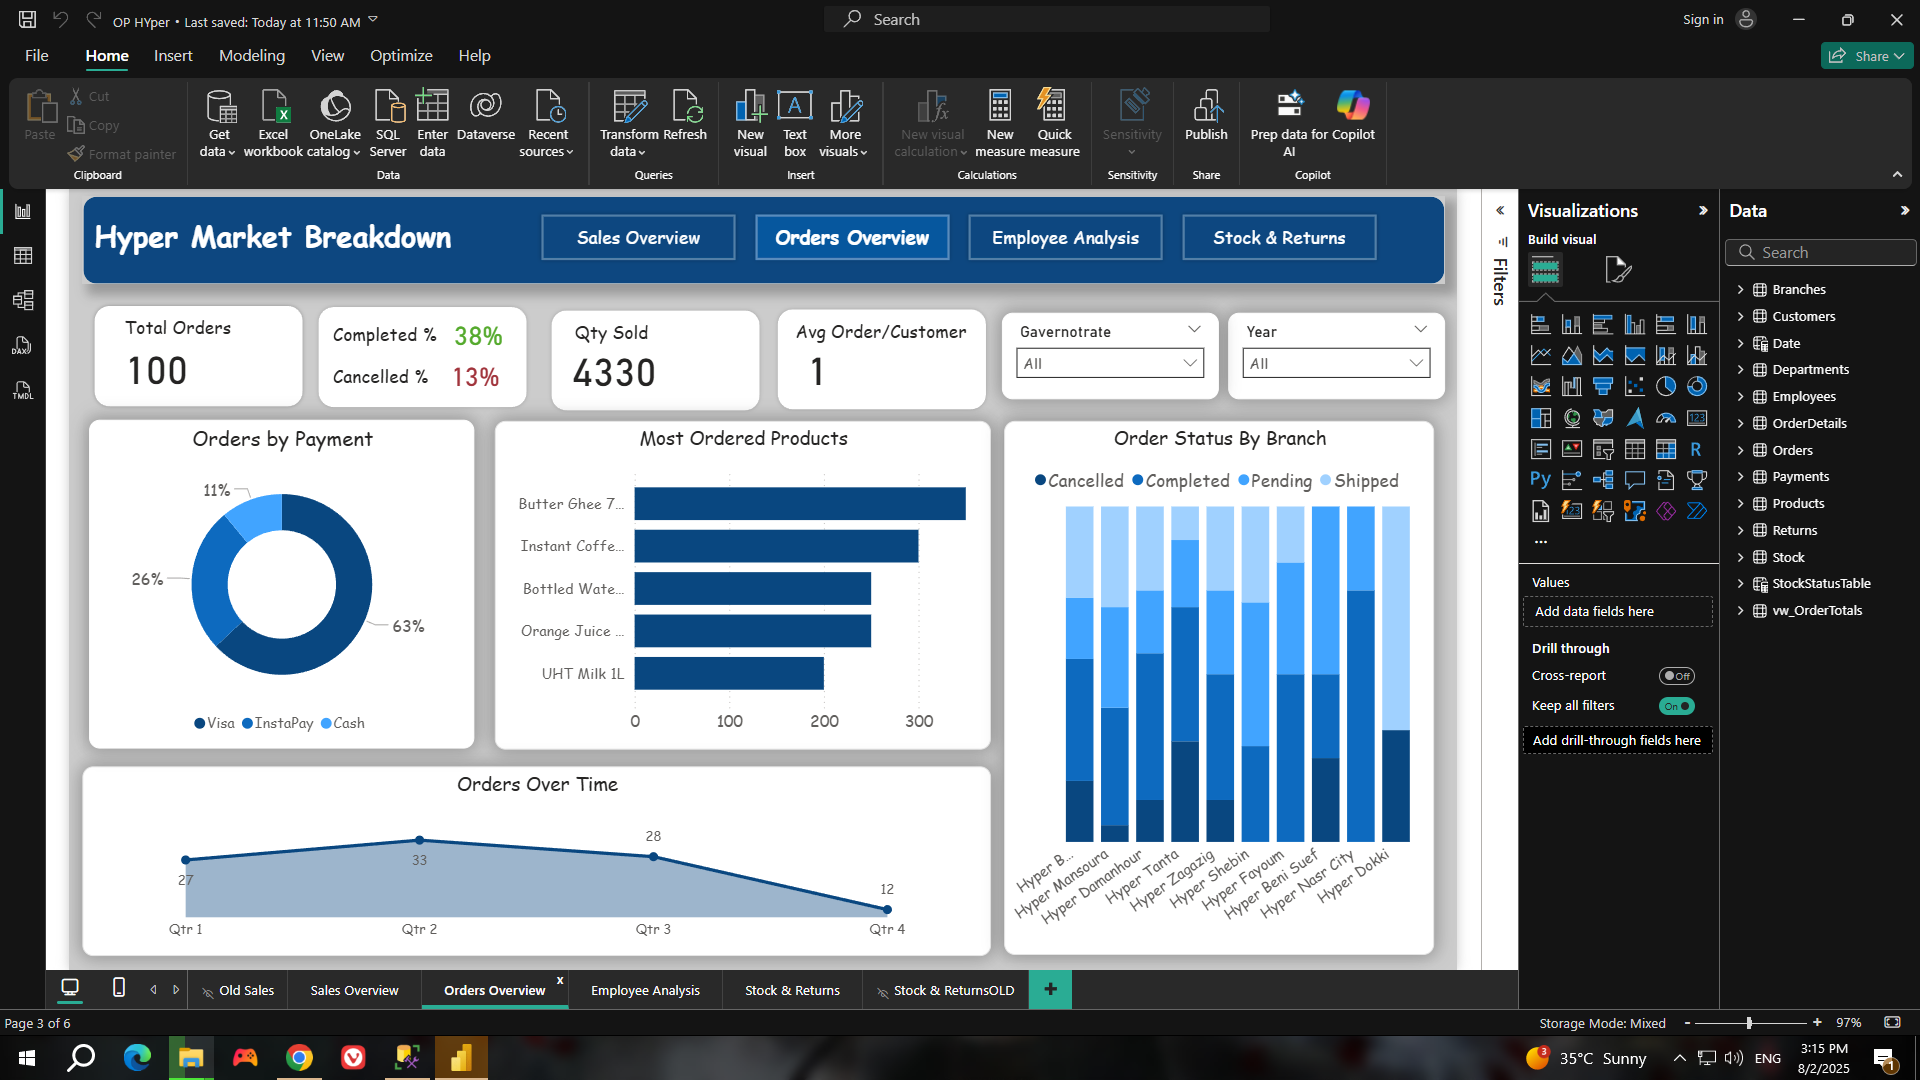 OP HYper • Last saved: Today at 11:50 AM
Search
Sign in
File
Home
Insert
Modeling
View
Optimize
Help
Share
Paste
Cut
Copy
Format painter
Clipboard
Get data
Excel workbook
OneLake catalog
SQL Server
Enter data
Dataverse
Recent sources
Data
Transform data
Refresh
Queries
New visual
Text box
More visuals
Insert
New visual calculation
New measure
Quick measure
Calculations
Sensitivity
Sensitivity
Publish
Share
Prep data for AI
Copilot
Copilot
DAX
TMDL
Hyper Market Breakdown
Sales Overview
Orders Overview
Employee Analysis
Stock & Returns
Total Orders
100
Completed % 38%
Cancelled % 13%
Qty Sold
4330
Avg Order/Customer
1
Gavernotrate
All
Year
All
Orders by Payment
11%
26%
63%
Visa InstaPay Cash
Most Ordered Products
Butter Ghee 7...
Instant Coffe...
Bottled Wate...
Orange Juice ...
UHT Milk 1L
0 100 200 300
Order Status By Branch
Cancelled Completed Pending Shipped
Hyper B...
Hyper Mansoura
Hyper Damanhour
Hyper Tanta
Hyper Zagazig
Hyper Shebin
Hyper Fayoum
Hyper Beni Suef
Hyper Nasr City
Hyper Dokki
Orders Over Time
27
33
28
12
Qtr 1 Qtr 2 Qtr 3 Qtr 4
Filters
Visualizations
Build visual
123
R
Py
123
...
Values
Add data fields here
Drill through
Cross-report
Off
Keep all filters
On
Add drill-through fields here
Data
Search
Branches
Customers
Date
Departments
Employees
OrderDetails
Orders
Payments
Products
Returns
Stock
StockStatusTable
vw_OrderTotals
Old Sales
Sales Overview
Orders Overview
x
Employee Analysis
Stock & Returns
Stock & ReturnsOLD
+
Page 3 of 6
Storage Mode: Mixed
- + 97%
3
35°C Sunny
ENG
3:15 PM
8/2/2025
1